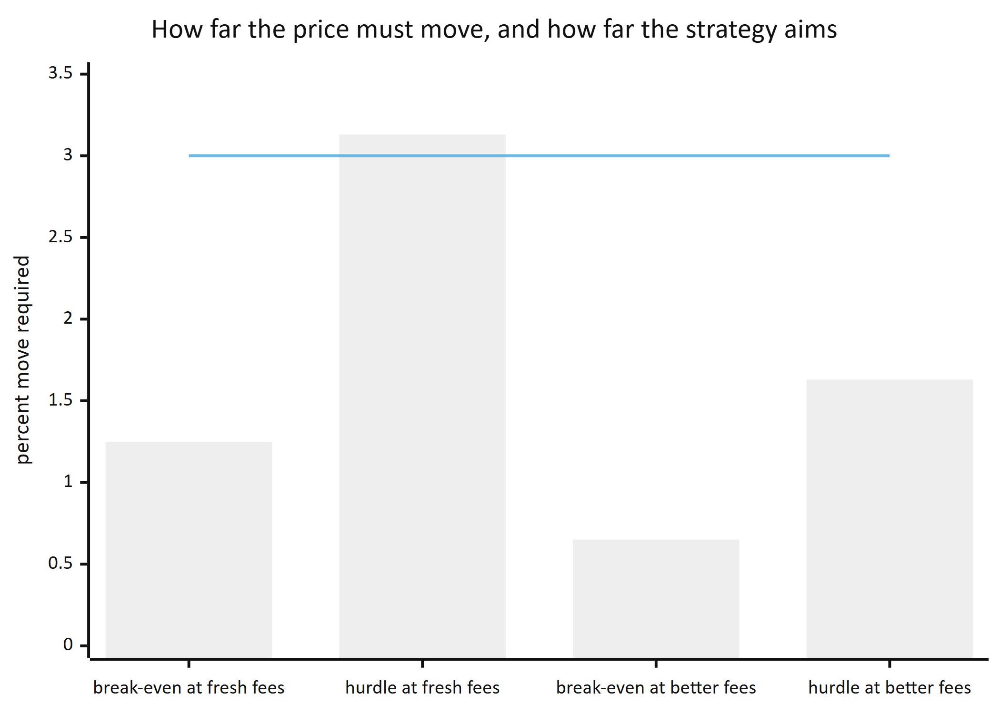 How far the price must move, and how far the strategy aims
percent move required
3.5
3
2.5
2
1.5
1
0.5
0
break-even at fresh fees
hurdle at fresh fees
break-even at better fees
hurdle at better fees